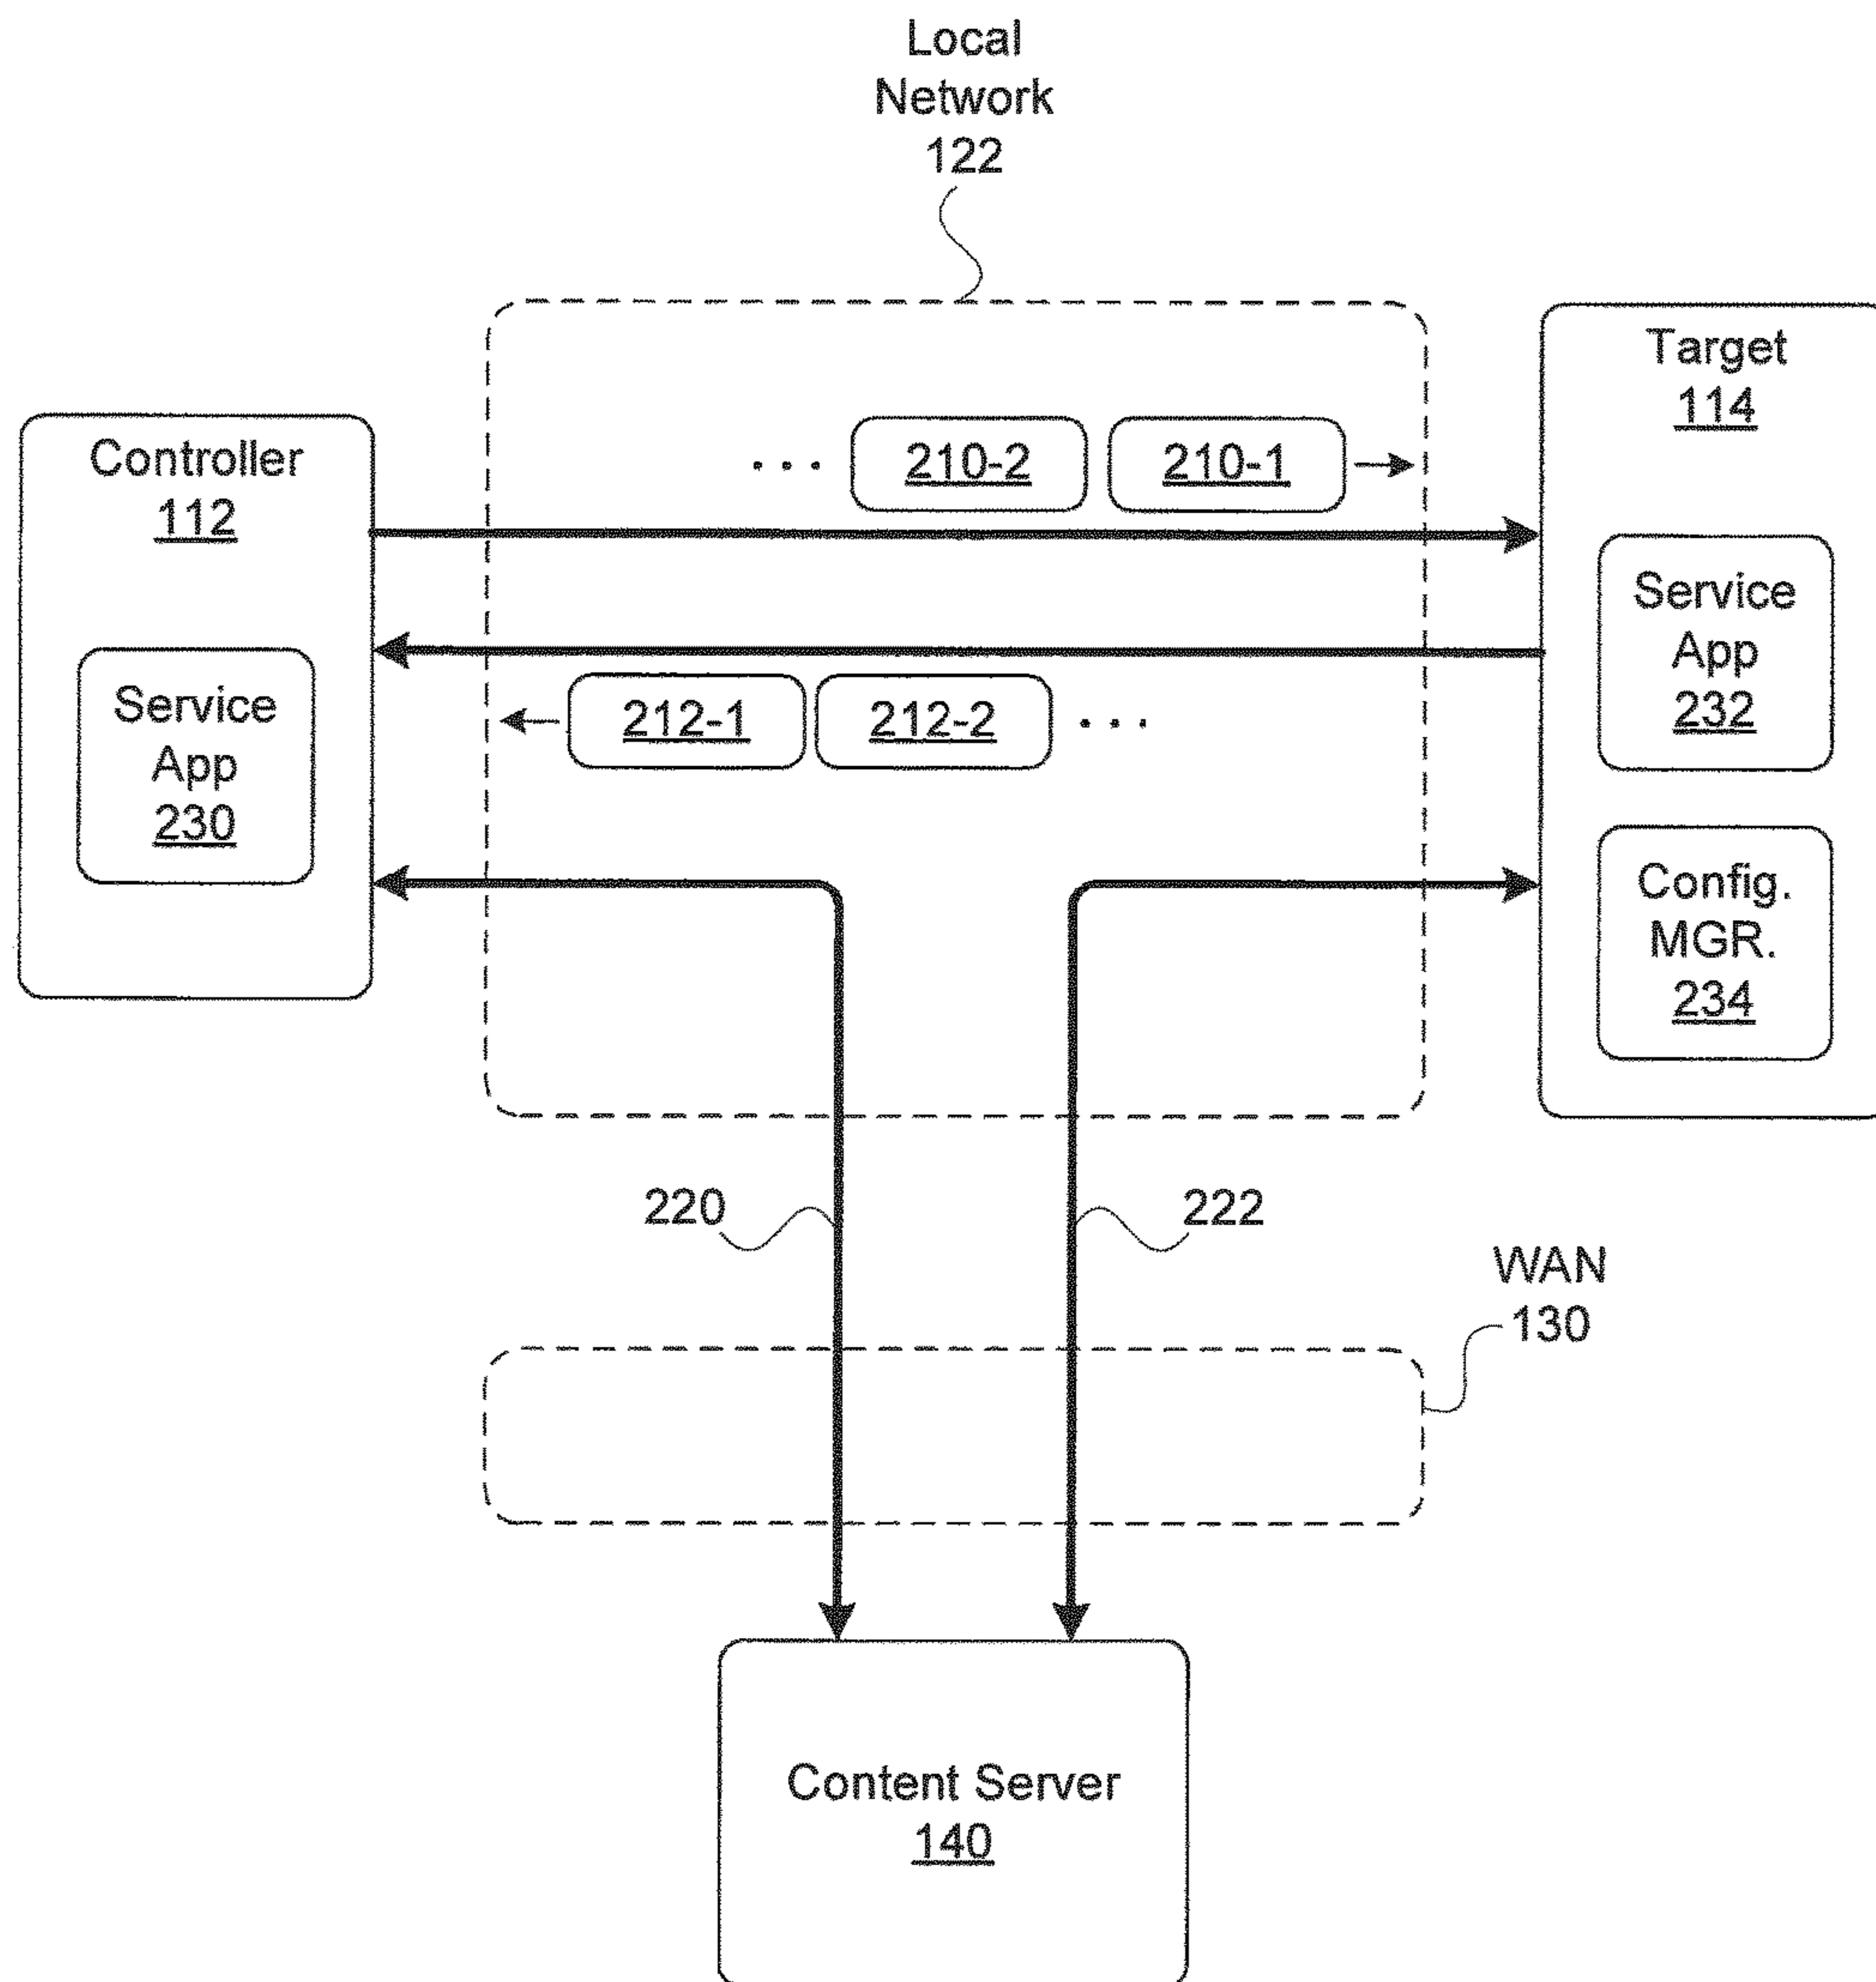 Local
Network
122
Controller
112
Service
App
230
... 210-2 210-1
212-1 212-2 ...
Target
114
Service
App
232
Config.
MGR.
234
220
222
WAN
130
Content Server
140